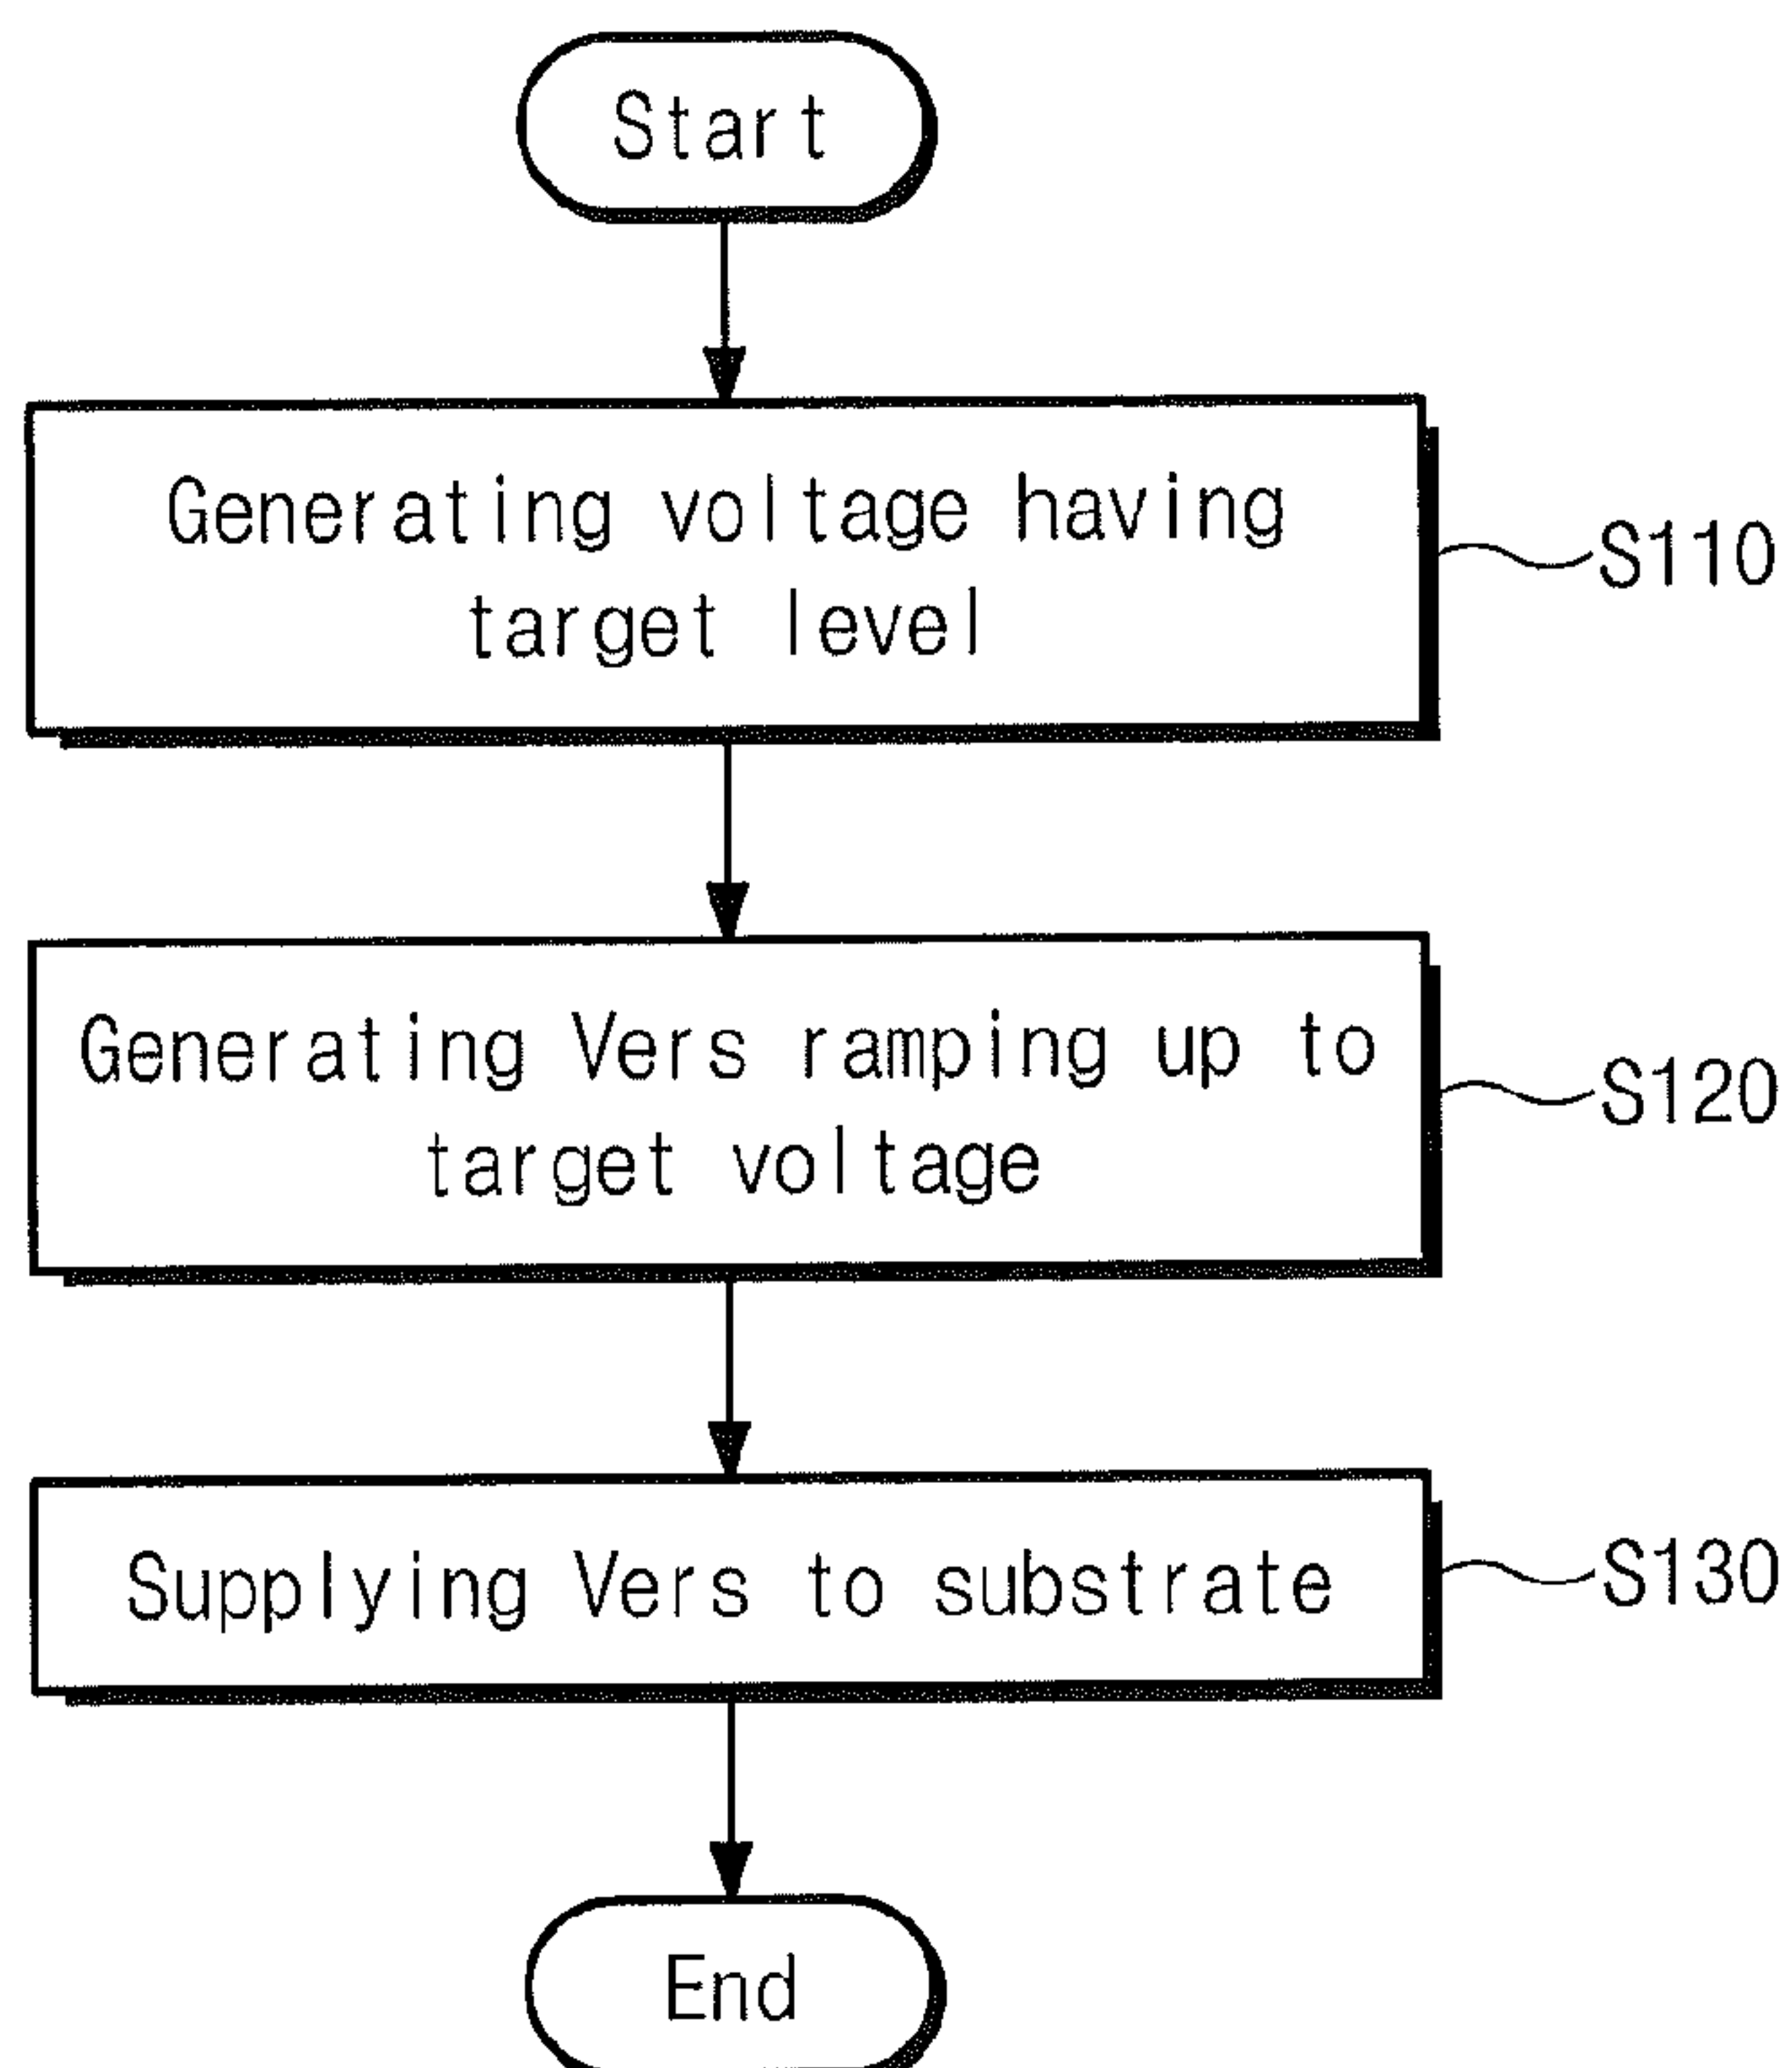 Start
Generating voltage having
target level
S110
Generating Vers ramping up to
target voltage
S120
Supplying Vers to substrate
S130
End